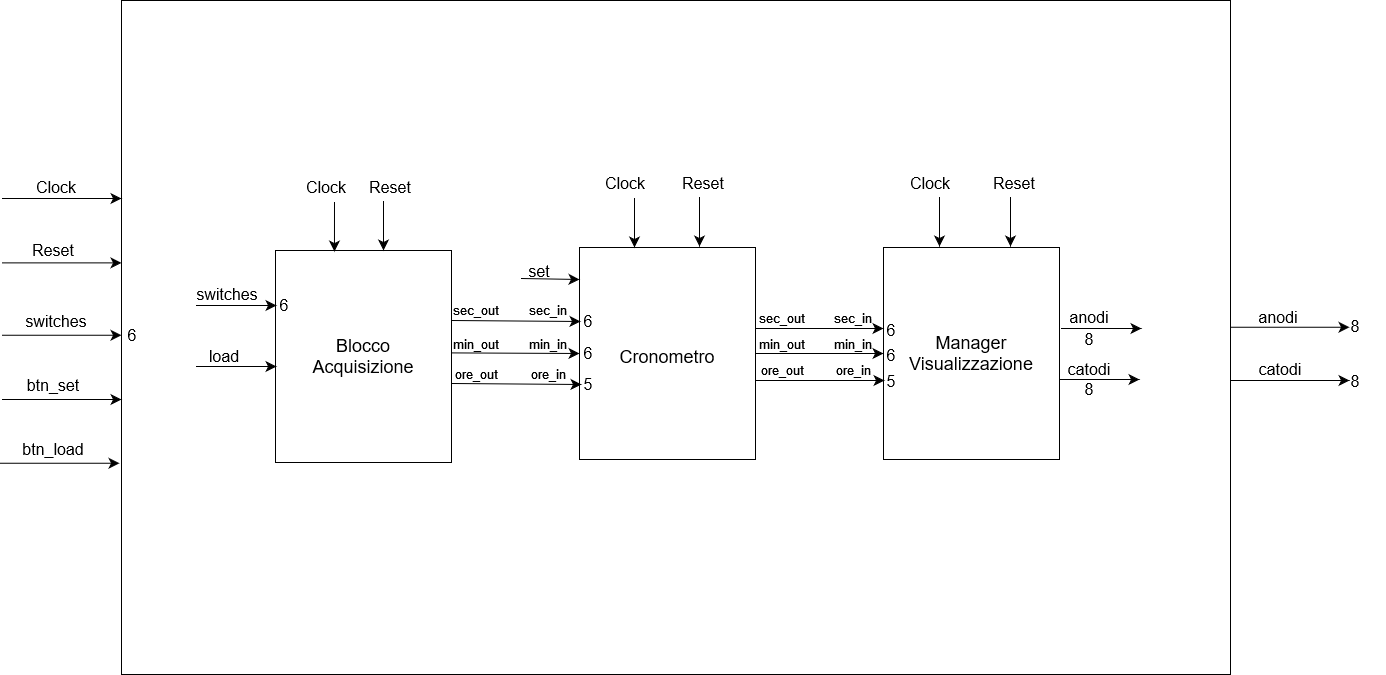 Clock
Reset
switches
6
btn_set
btn_load
Clock Reset
switches
6
load
Blocco
Acquisizione
sec_out
min_out
ore_out
Clock Reset
set
sec_in
6
min_in
6
ore_in
5
Cronometro
sec_out
min_out
ore_out
Clock Reset
sec_in
6
min_in
6
ore_in
5
Manager
Visualizzazione
anodi
8
catodi
8
anodi
8
catodi
8